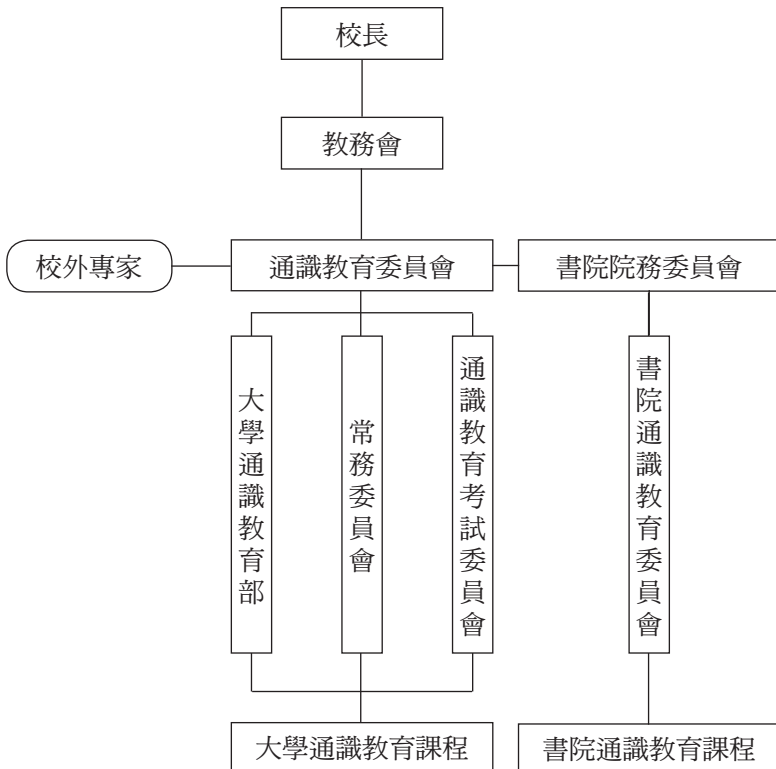 校長
教務會
校外專家
通識教育委員會
書院院務委員會
大學通識教育部
常務委員會
通識教育考試委員會
書院通識教育委員會
大學通識教育課程
書院通識教育課程